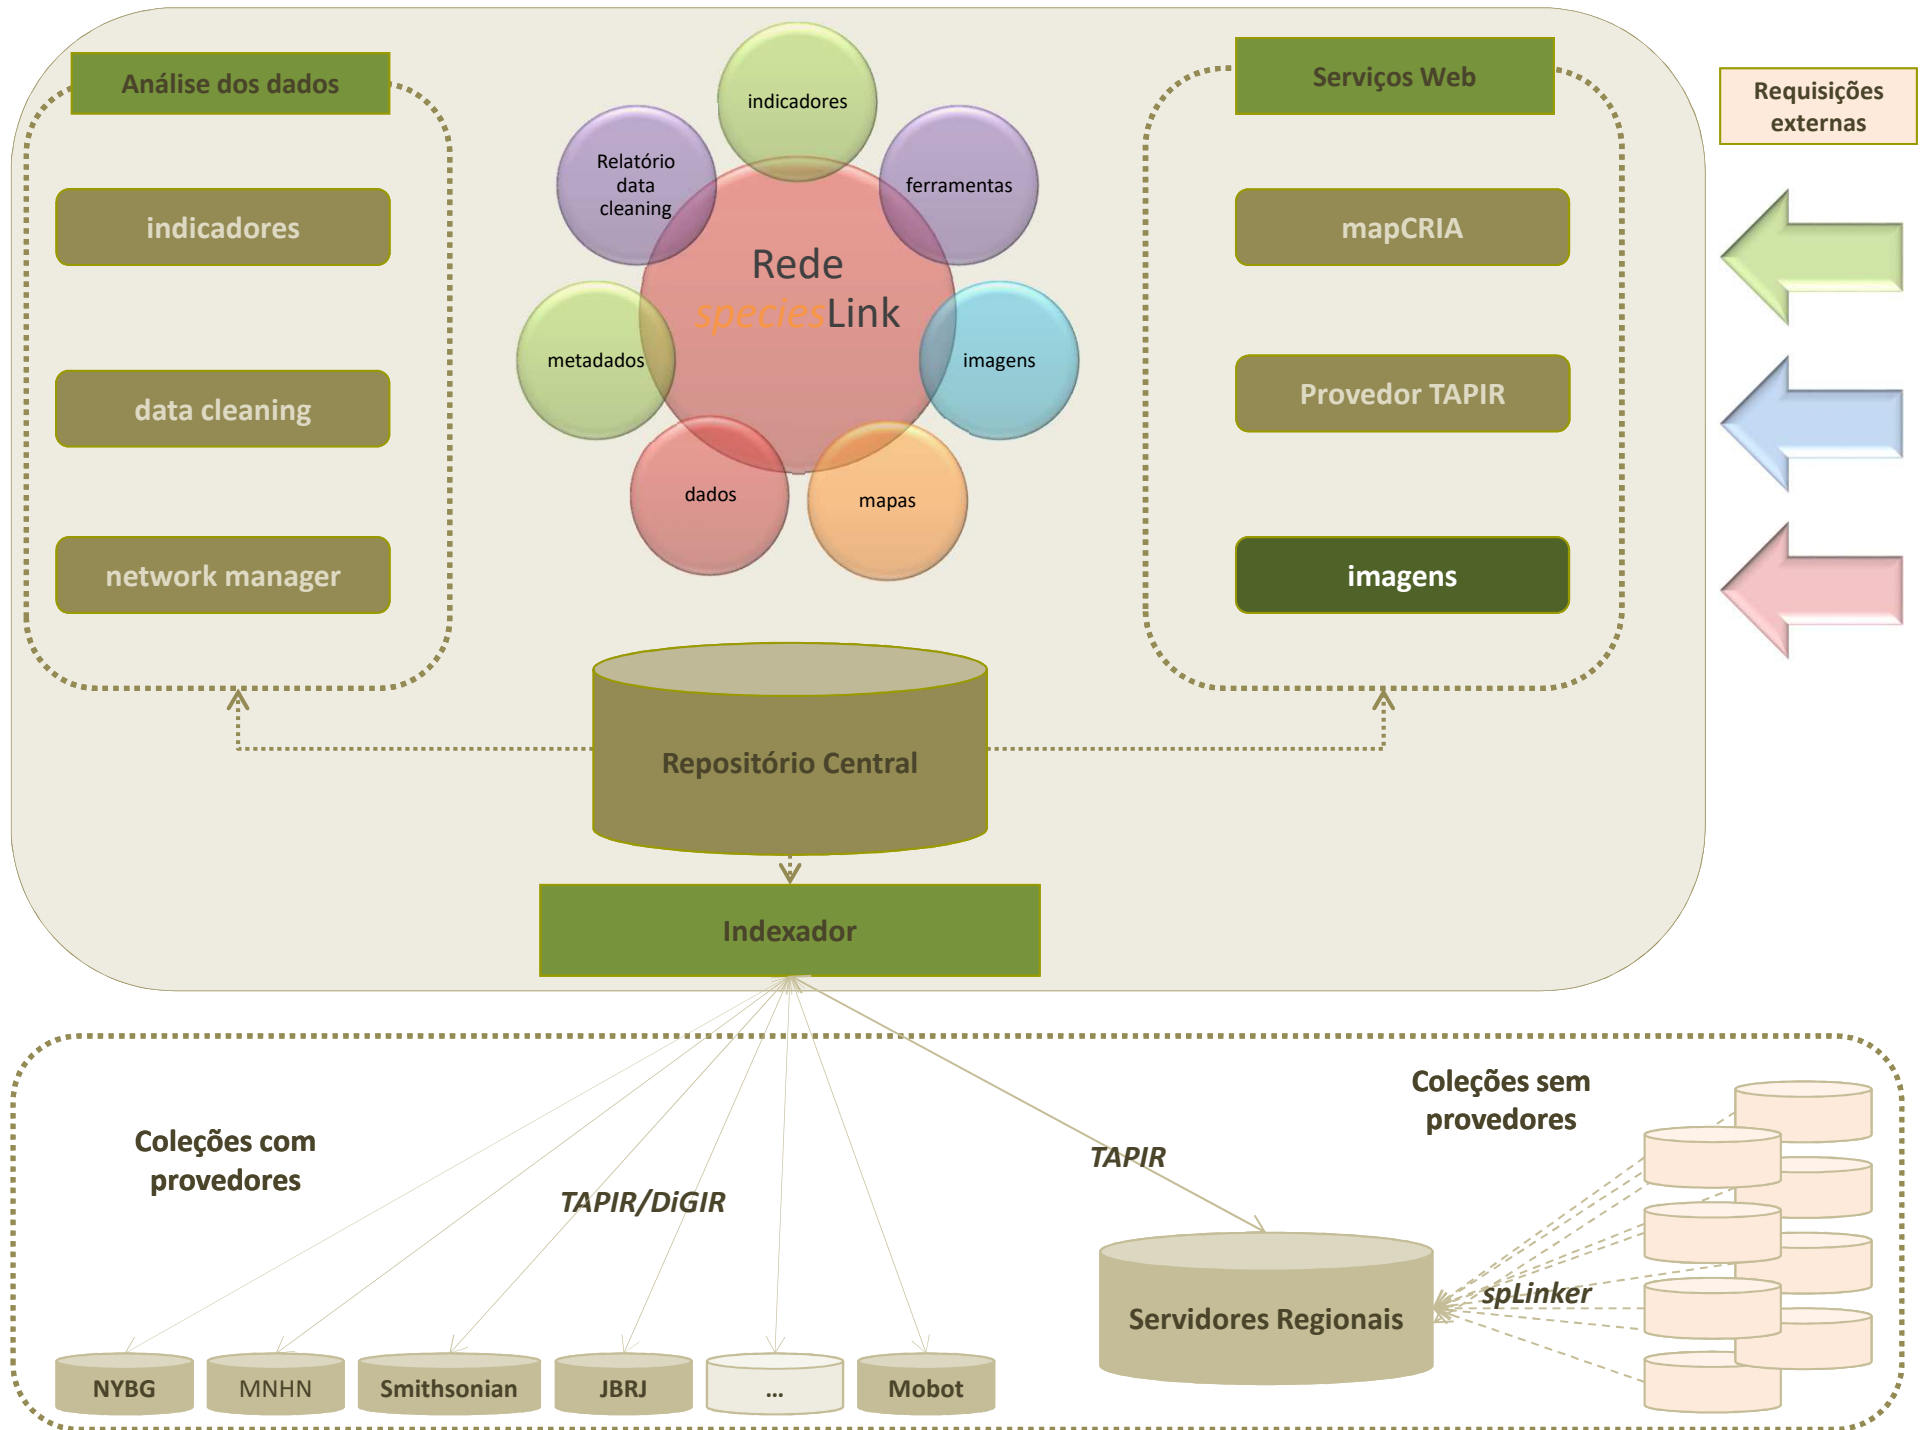 Análise dos dados
indicadores
data cleaning
network manager
indicadores
Relatório
data
cleaning
ferramentas
Rede
speciesLink
metadados
imagens
dados
mapas
Serviços Web
mapCRIA
Provedor TAPIR
imagens
Requisições
externas
Repositório Central
Indexador
Coleções com
provedores
TAPIR/DiGIR
TAPIR
Coleções sem
provedores
spLinker
Servidores Regionais
NYBG
MNHN
Smithsonian
JBRJ
...
Mobot